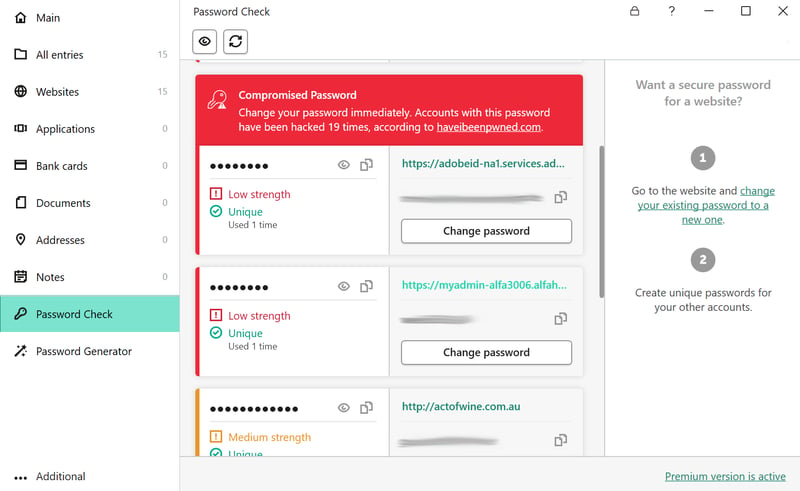 Main
All entries 15
Websites 15
Applications 0
Bank cards 0
Documents 0
Addresses 0
Notes 0
Password Check
Password Generator
Additional
Password Check
?
Compromised Password
Change your password immediately. Accounts with this password
have been hacked 19 times, according to haveibeenpwned.com.
●●●●●●●●
Low strength
Unique
Used 1 time
https://adobeid-na1.services.ad...
Change password
●●●●●●●●
Low strength
Unique
Used 1 time
https://myadmin-alfa3006.alfah...
Change password
●●●●●●●●●●●●
Medium strength
Unique
http://actofwine.com.au
Want a secure password
for a website?
1
Go to the website and change
your existing password to a
new one.
2
Create unique passwords for
your other accounts.
Premium version is active